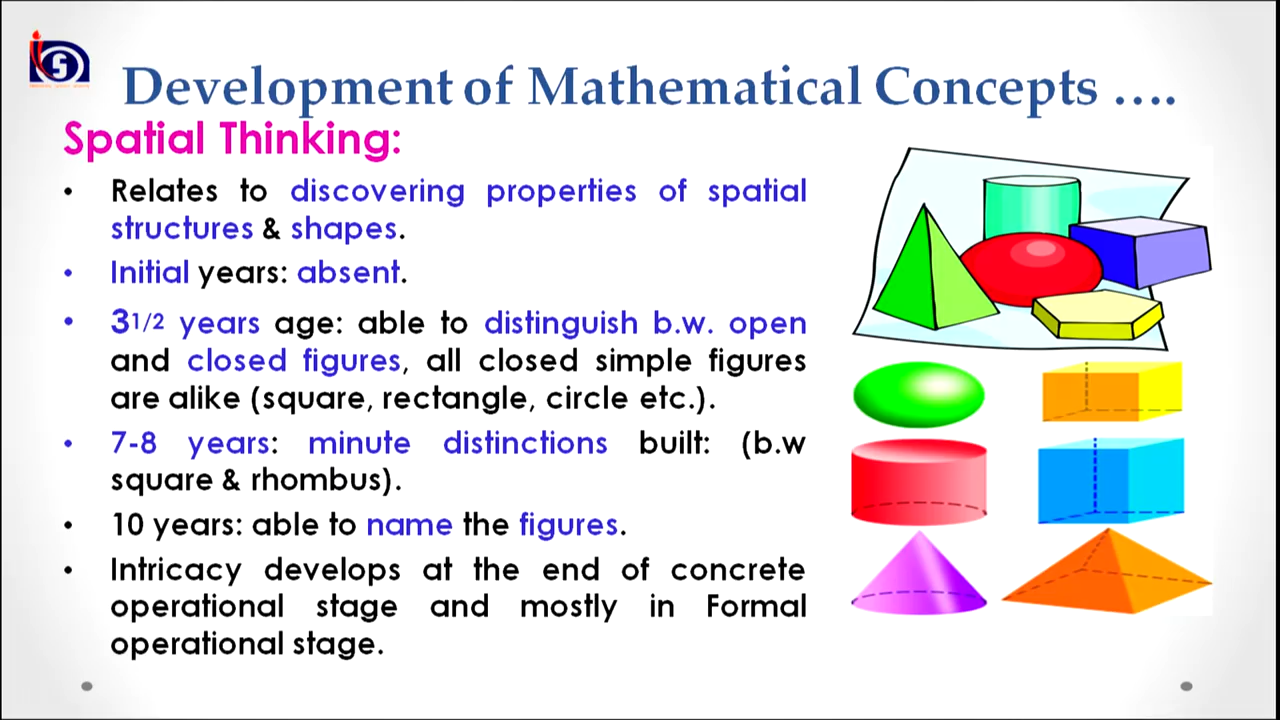 Development of Mathematical Concepts ….
Spatial Thinking:
• Relates to discovering properties of spatial
structures & shapes.
• Initial years: absent.
• 31/2 years age: able to distinguish b.w. open
and closed figures, all closed simple figures
are alike (square, rectangle, circle etc.).
• 7-8 years: minute distinctions built: (b.w
square & rhombus).
• 10 years: able to name the figures.
• Intricacy develops at the end of concrete
operational stage and mostly in Formal
operational stage.